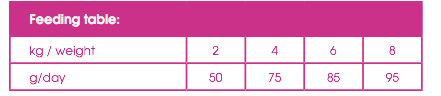 Feeding table:
kg / weight 2 4 6 8
g/day 50 75 85 95